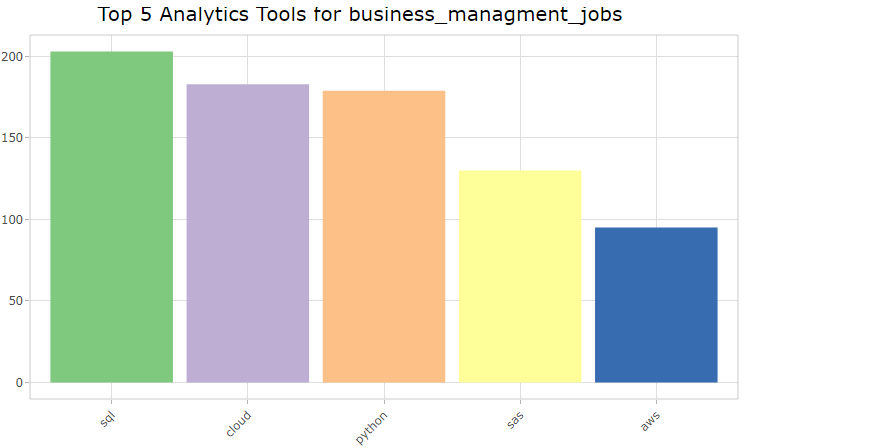 Top 5 Analytics Tools for business_managment_jobs
200
150
100
50
0
sql
cloud
python
sas
aws